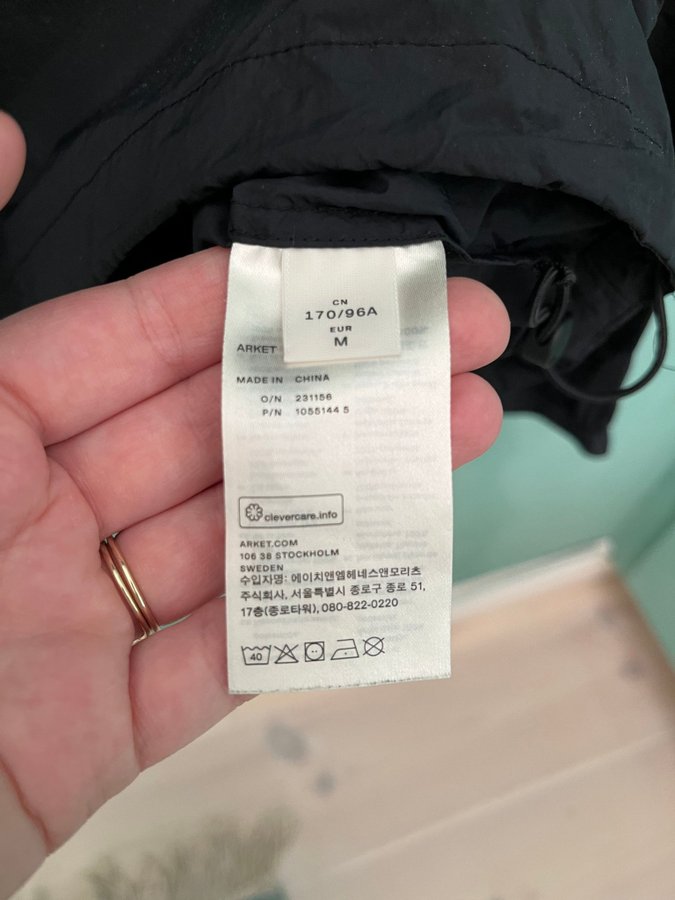 CN
170/96A
EUR
M
ARKET
MADE IN CHINA
O/N 231156
P/N 1055144 5
clevercare.info
ARKET.COM
106 38 STOCKHOLM
SWEDEN
수입자명: 에이치앤엠헤네스앤모리츠
주식회사, 서울특별시 종로구 종로 51,
17층(종로타워), 080-822-0220
40